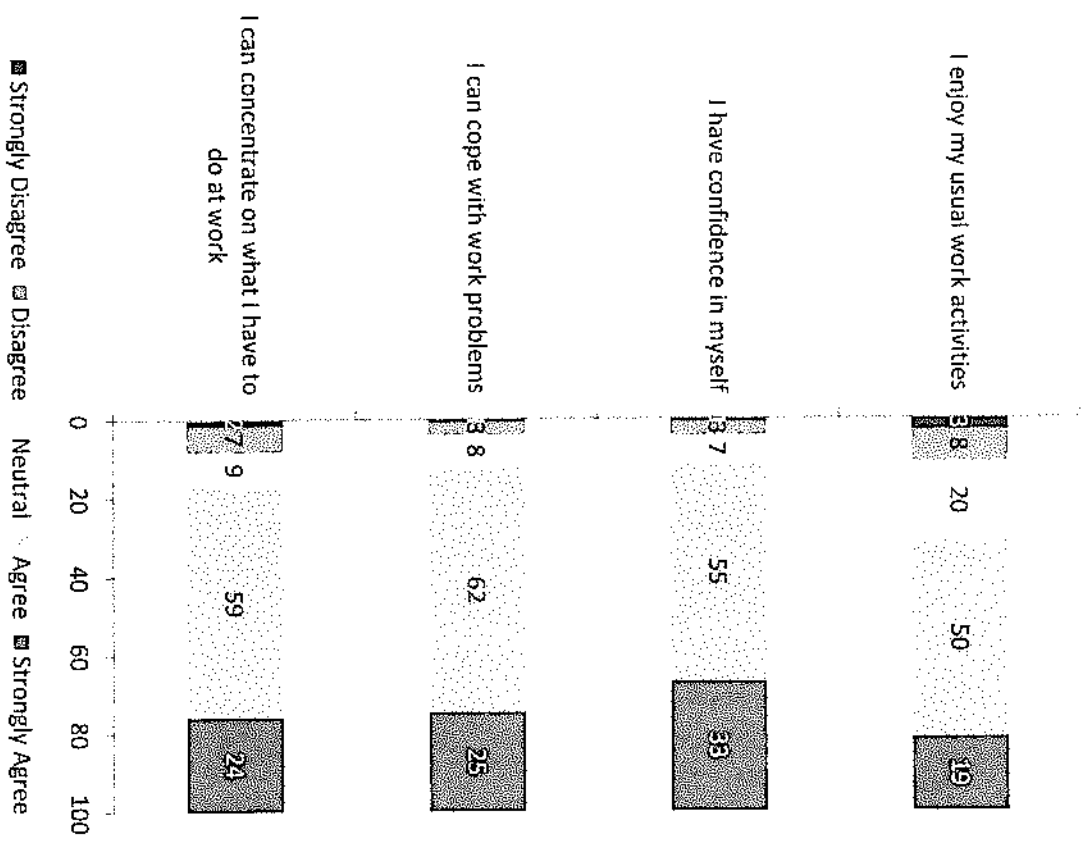 I enjoy my usual work activities
3 8 20 50 19
I have confidence in myself
3 7 55 33
I can cope with work problems
3 8 62 25
I can concentrate on what I have to
do at work
2 7 9 59 24
0 20 40 60 80 100
Strongly Disagree Disagree Neutral Agree Strongly Agree